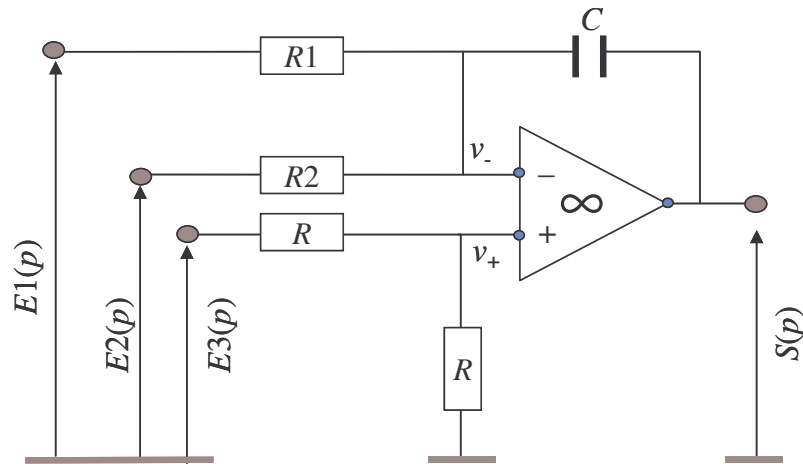 C
R1
v-
R2
−
∞
R
+
v+
E1(p)
E2(p)
E3(p)
R
S(p)